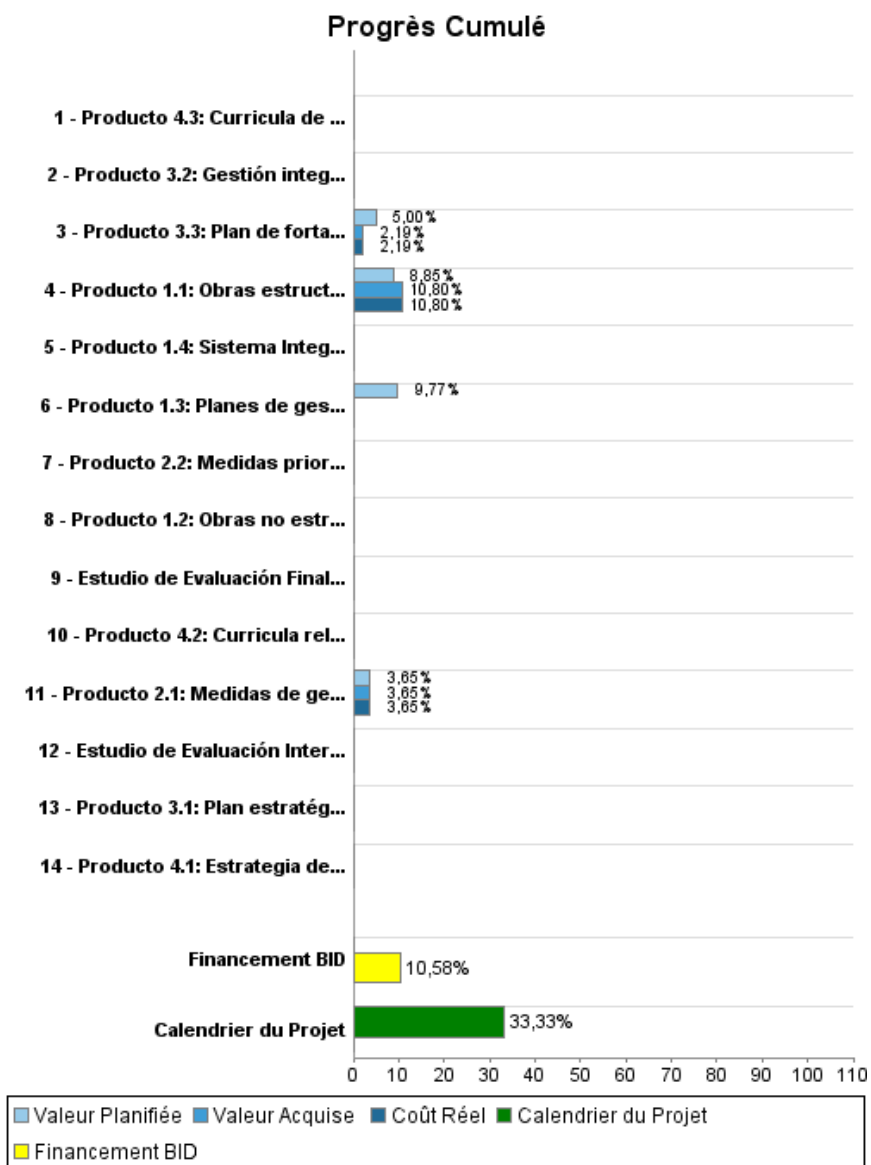 Progrès Cumulé
1 - Producto 4.3: Curricula de ...
2 - Producto 3.2: Gestión integ...
5,00%
3 - Producto 3.3: Plan de forta...
2,19%
2,19%
8,85%
4 - Producto 1.1: Obras estruct...
10,80%
10,80%
5 - Producto 1.4: Sistema Integ...
9,77%
6 - Producto 1.3: Planes de ges...
7 - Producto 2.2: Medidas prior...
8 - Producto 1.2: Obras no estr...
9 - Estudio de Evaluación Final...
10 - Producto 4.2: Curricula rel...
3,65%
11 - Producto 2.1: Medidas de ge...
3,65%
3,65%
12 - Estudio de Evaluación Inter...
13 - Producto 3.1: Plan estratég...
14 - Producto 4.1: Estrategia de...
Financement BID
10,58%
Calendrier du Projet
33,33%
0 10 20 30 40 50 60 70 80 90 100 110
Valeur Planifiée Valeur Acquise Coût Réel Calendrier du Projet
Financement BID